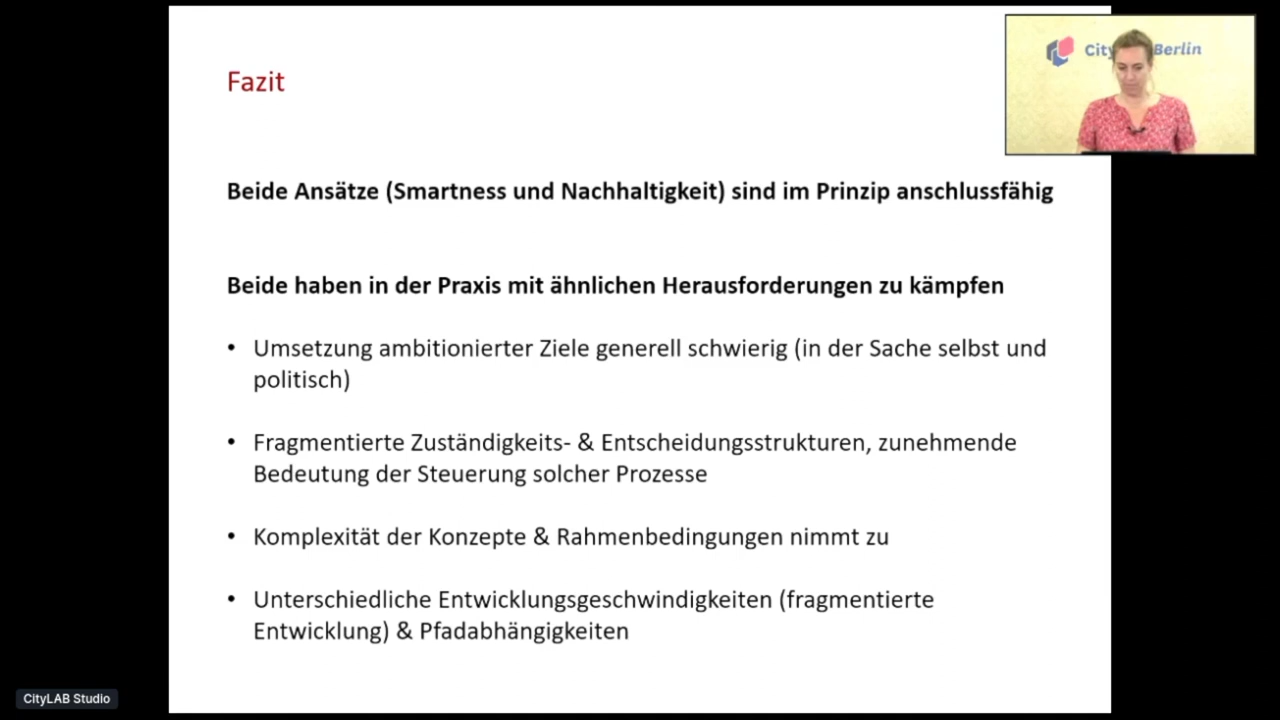 Fazit
Beide Ansätze (Smartness und Nachhaltigkeit) sind im Prinzip anschlussfähig
Beide haben in der Praxis mit ähnlichen Herausforderungen zu kämpfen
• Umsetzung ambitionierter Ziele generell schwierig (in der Sache selbst und
politisch)
• Fragmentierte Zuständigkeits- & Entscheidungsstrukturen, zunehmende
Bedeutung der Steuerung solcher Prozesse
• Komplexität der Konzepte & Rahmenbedingungen nimmt zu
• Unterschiedliche Entwicklungsgeschwindigkeiten (fragmentierte
Entwicklung) & Pfadabhängigkeiten
City Berlin
CityLAB Studio